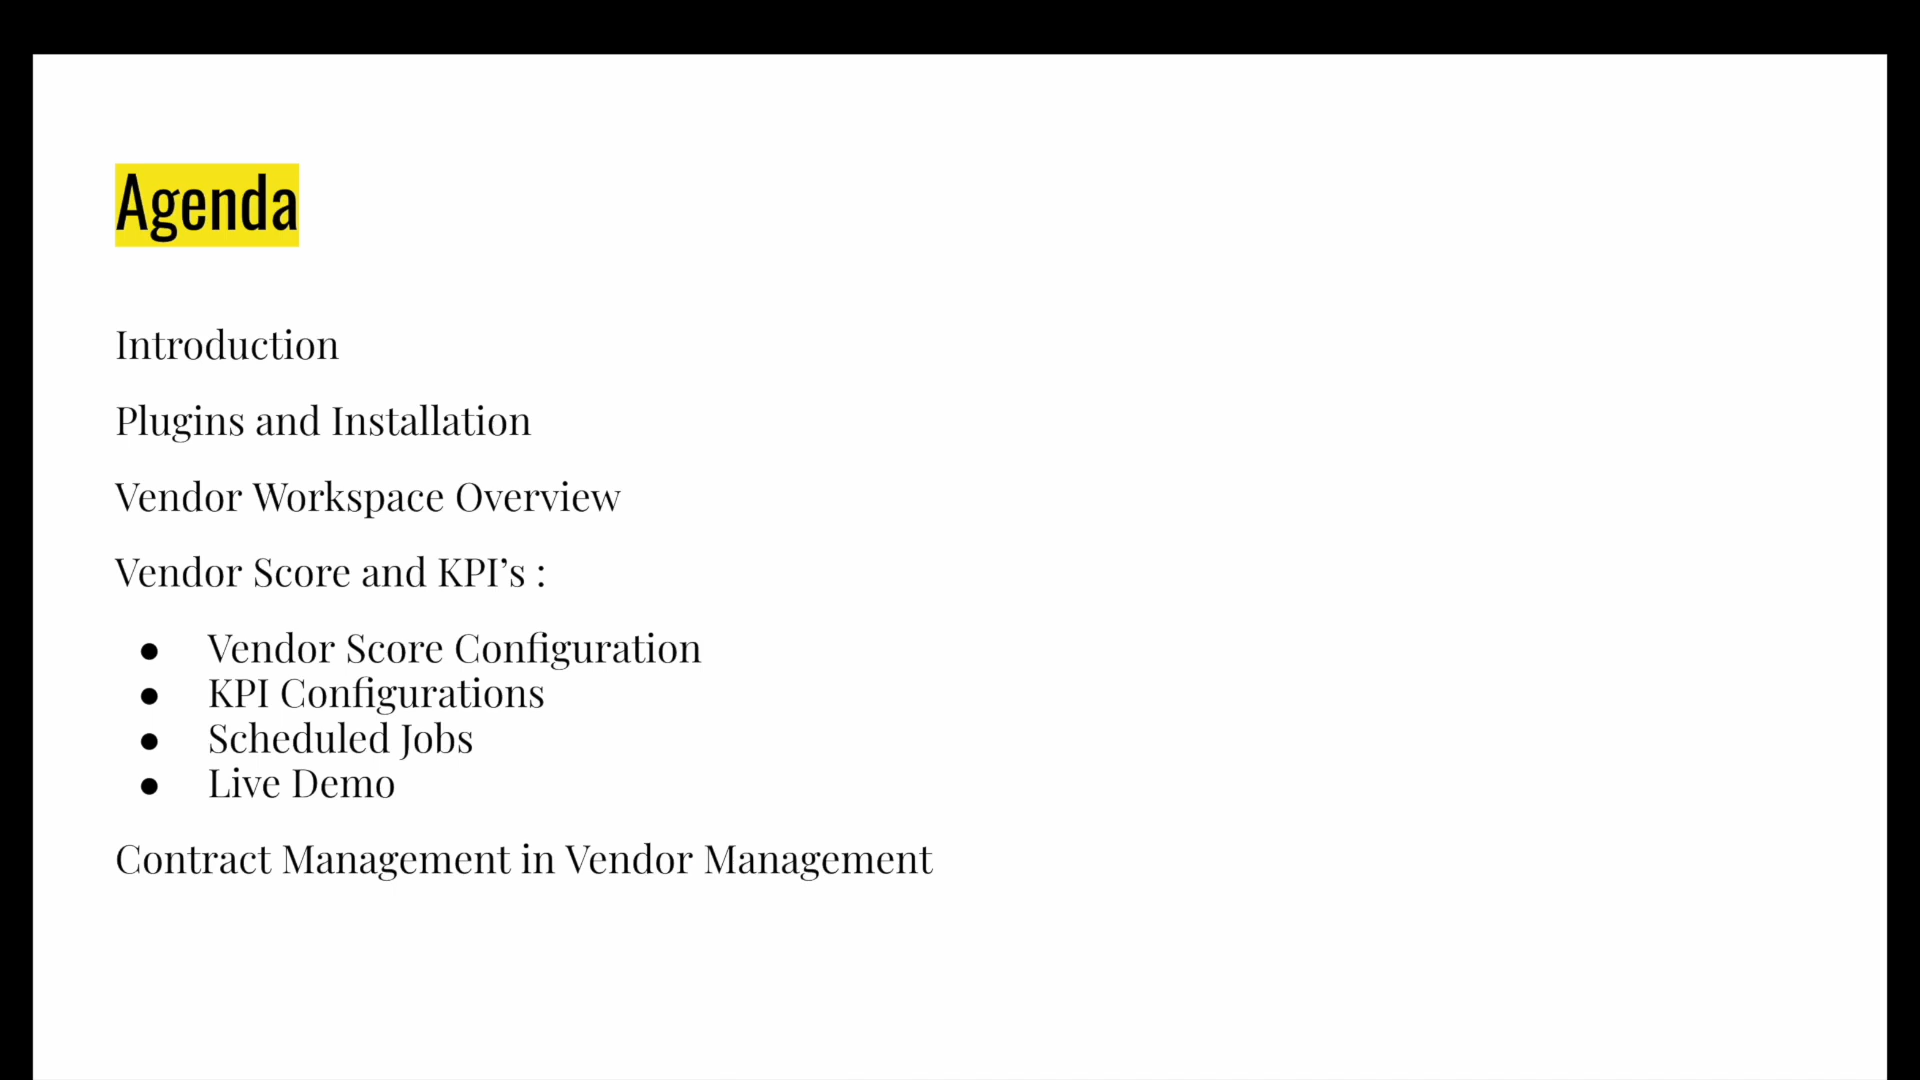 Agenda
Introduction
Plugins and Installation
Vendor Workspace Overview
Vendor Score and KPI’s :
● Vendor Score Configuration
● KPI Configurations
● Scheduled Jobs
● Live Demo
Contract Management in Vendor Management